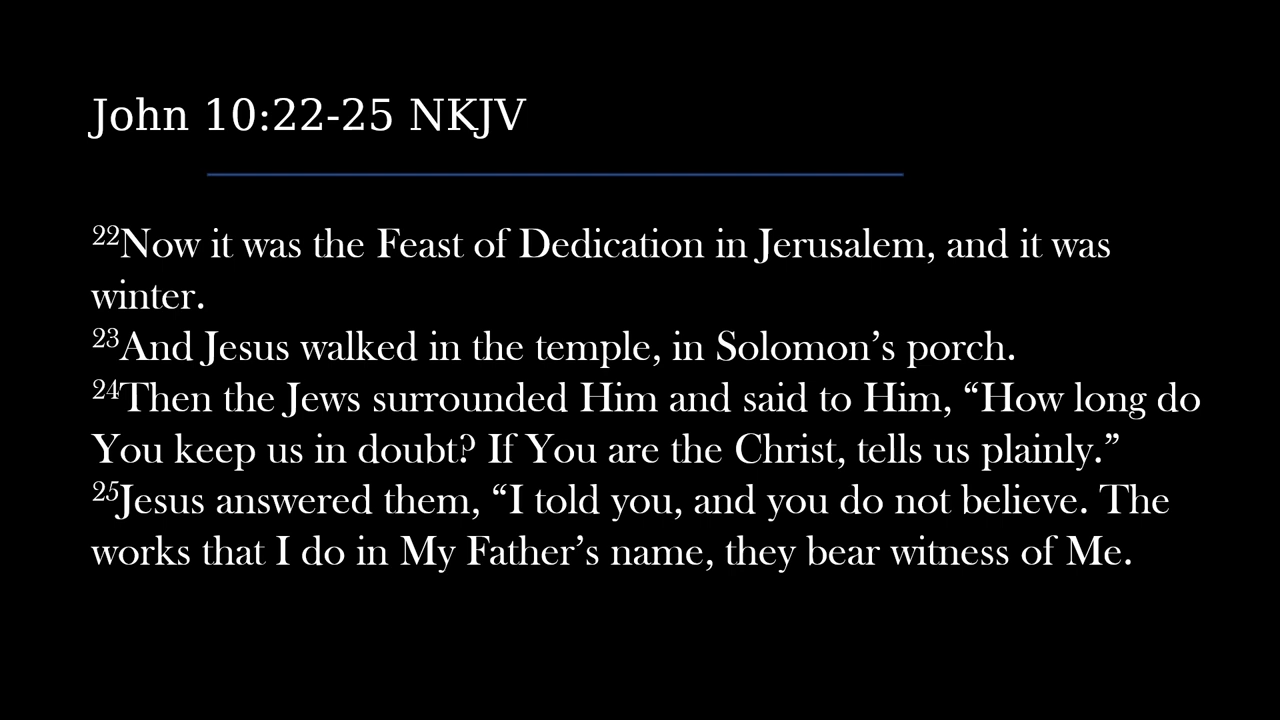 John 10:22-25 NKJV
22Now it was the Feast of Dedication in Jerusalem, and it was
winter.
23And Jesus walked in the temple, in Solomon’s porch.
24Then the Jews surrounded Him and said to Him, “How long do
You keep us in doubt? If You are the Christ, tells us plainly.”
25Jesus answered them, “I told you, and you do not believe. The
works that I do in My Father’s name, they bear witness of Me.